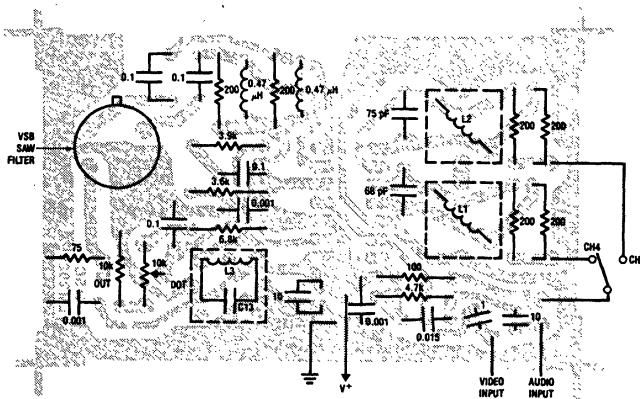 0.1
0.1
200
0.47
μH
200
0.47 μH
VSB
SAW
FILTER
3.9k
3.6k
0.1
0.001
6.8k
0.1
75
10k
OUT
10k
DOT
0.001
L3
C13
10
V+
0.001
75 pF
L2
200
200
68 pF
L1
200
200
100
4.7k
0.015
1
10
CH4
CH
VIDEO
INPUT
AUDIO
INPUT